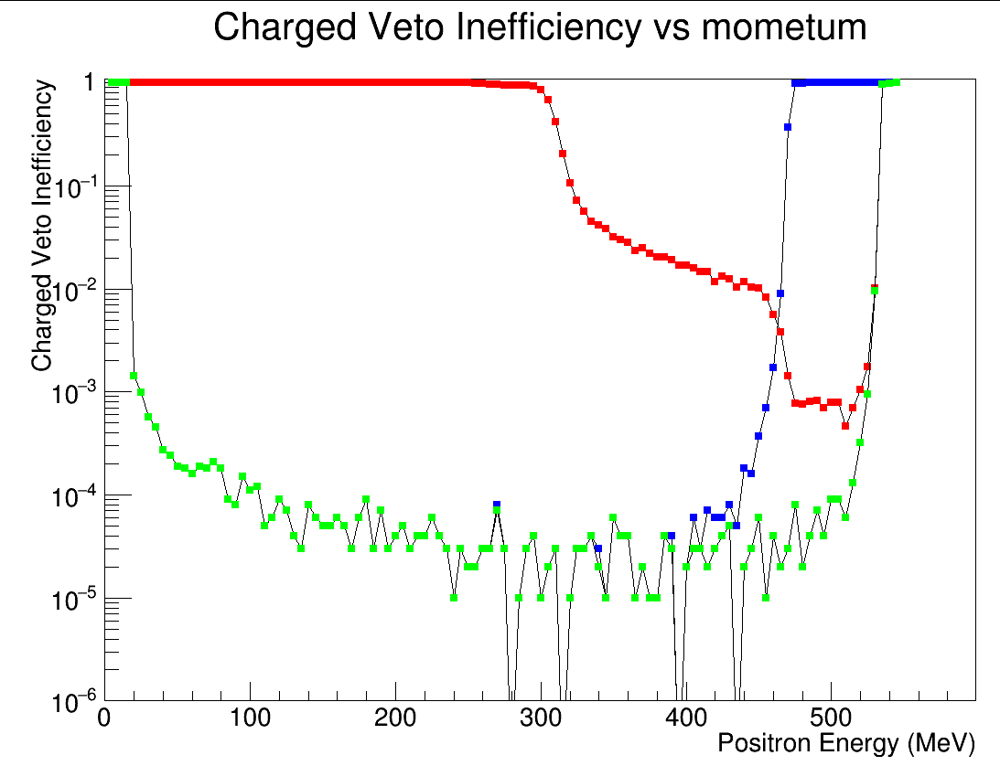 Charged Veto Inefficiency vs mometum
Charged Veto Inefficiency
1
10−1
10−2
10−3
10−4
10−5
10−6
0 100 200 300 400 500
Positron Energy (MeV)